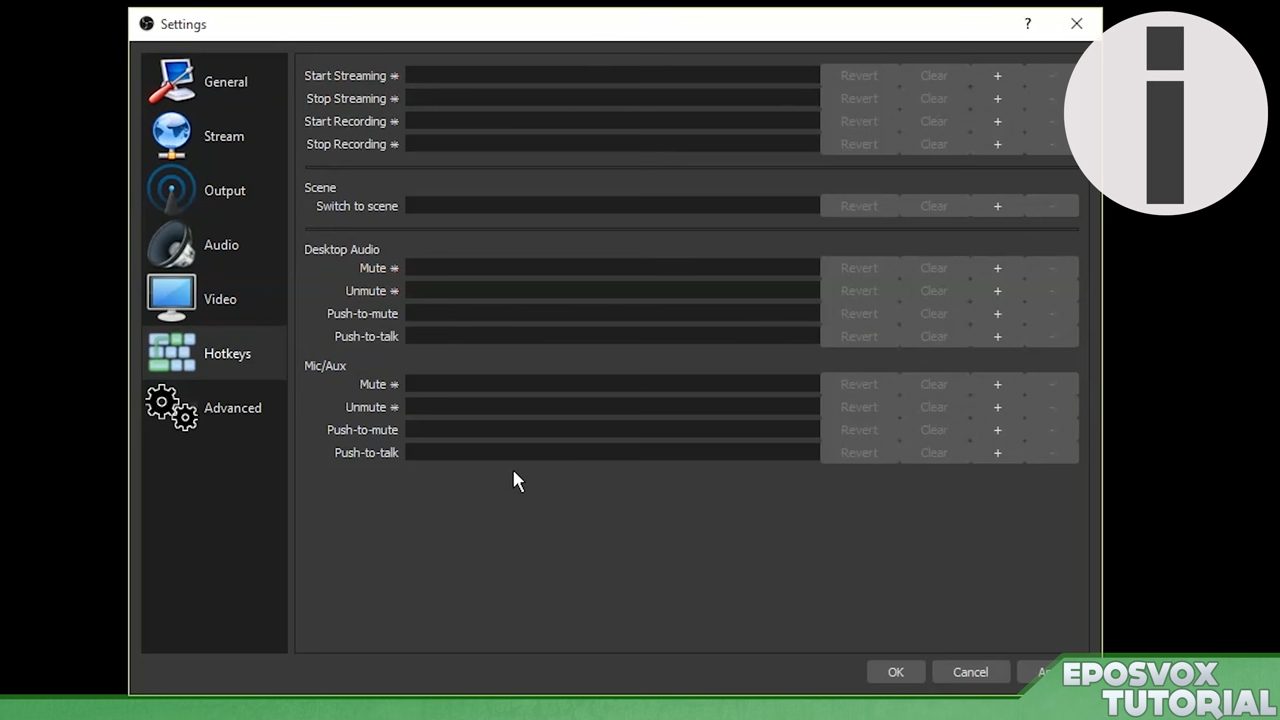 Settings ?
General
Stream
Output
Audio
Video
Hotkeys
Advanced
Start Streaming ✳ Revert Clear + -
Stop Streaming ✳ Revert Clear + -
Start Recording ✳ Revert Clear + -
Stop Recording ✳ Revert Clear + -
Scene
Switch to scene Revert Clear + -
Desktop Audio
Mute ✳ Revert Clear + -
Unmute ✳ Revert Clear + -
Push-to-mute Revert Clear + -
Push-to-talk Revert Clear + -
Mic/Aux
Mute ✳ Revert Clear + -
Unmute ✳ Revert Clear + -
Push-to-mute Revert Clear + -
Push-to-talk Revert Clear + -
OK Cancel
i
EPOSVOX
TUTORIAL